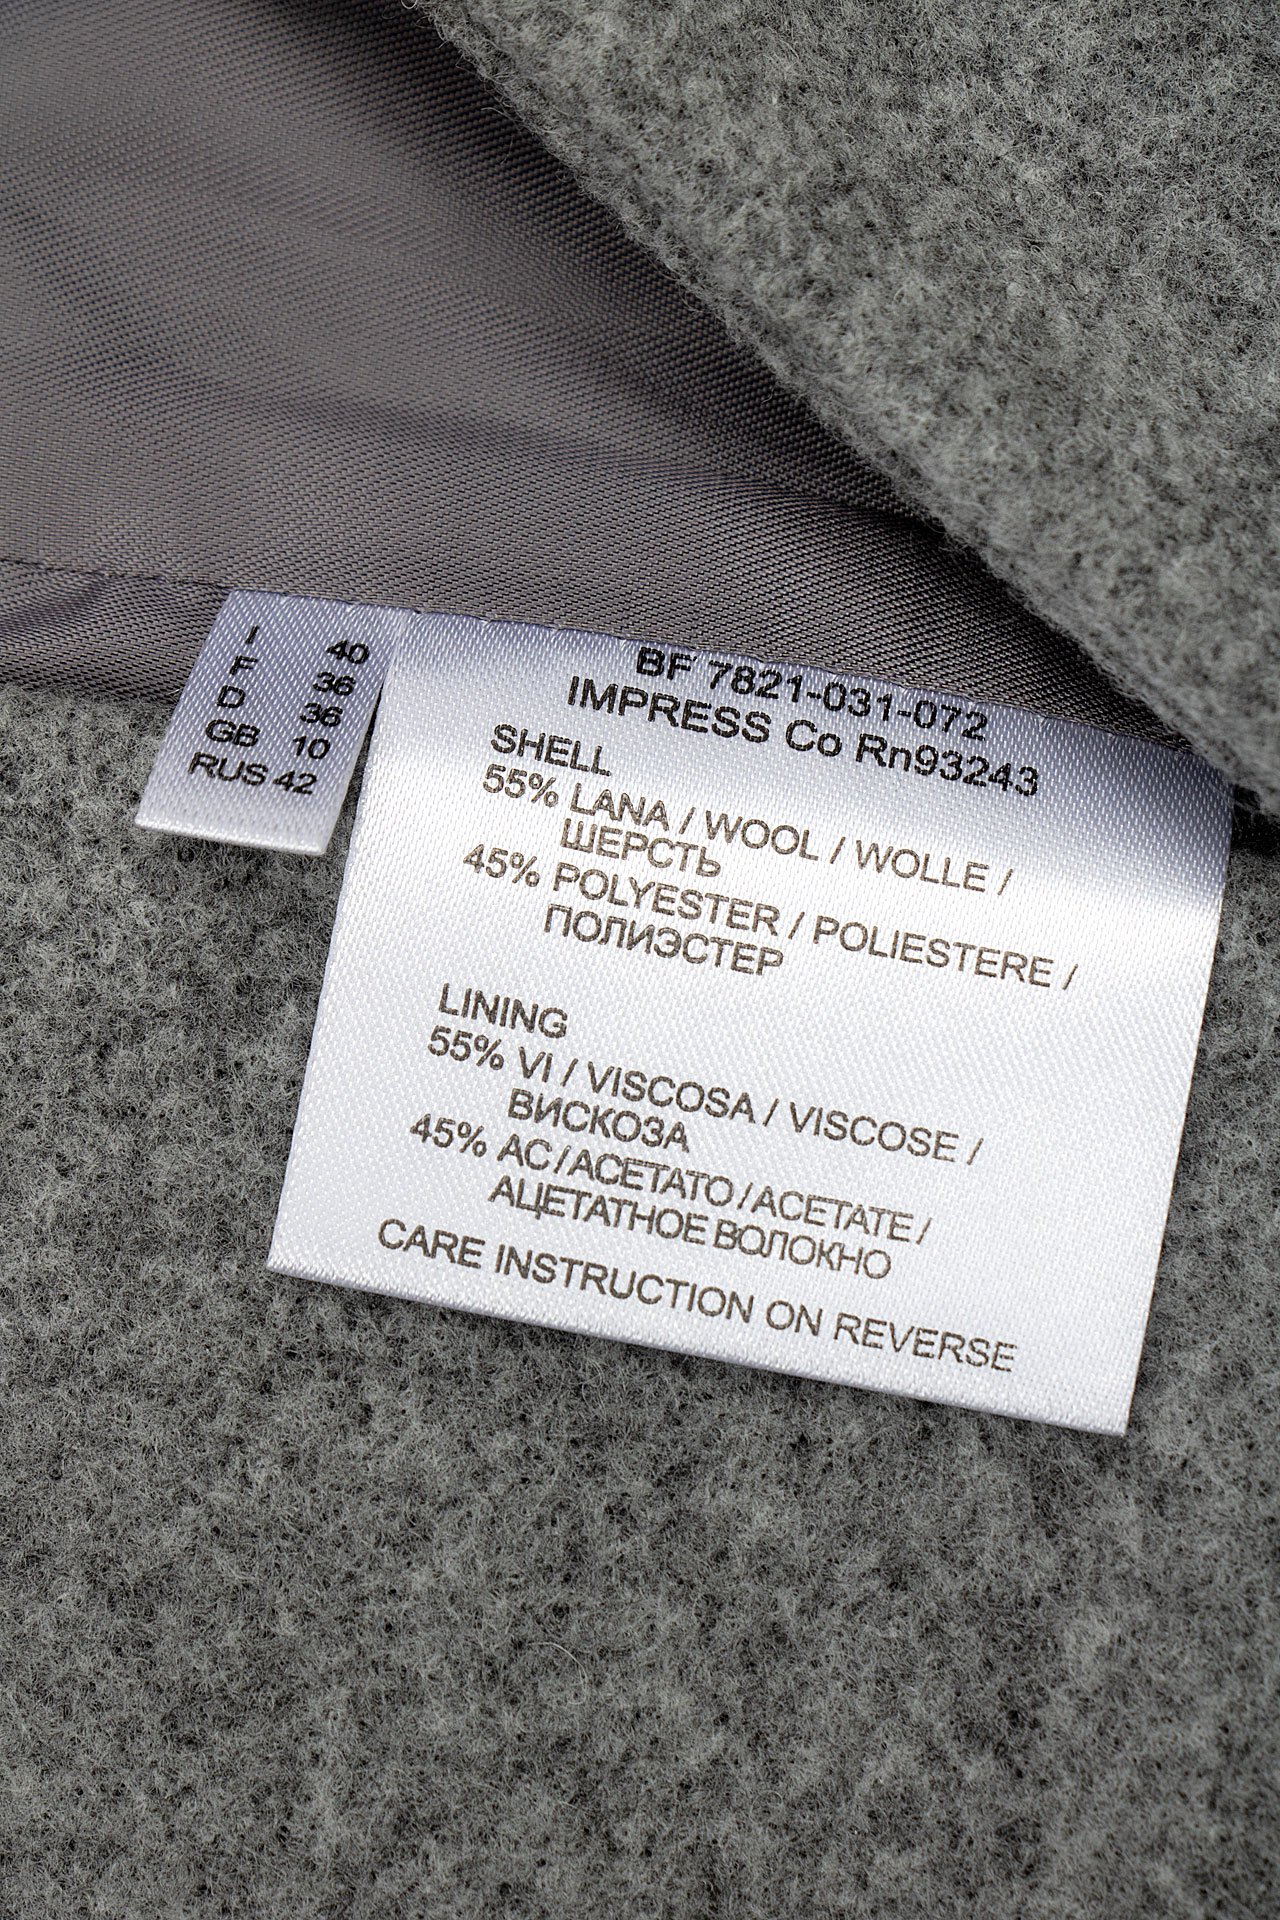 I 40
F 36
D 36
GB 10
RUS 42
BF 7821-031-072
IMPRESS Co Rn93243
SHELL
55% LANA / WOOL / WOLLE /
ШЕРСТЬ
45% POLYESTER / POLIESTERE /
ПОЛИЭСТЕР
LINING
55% VI / VISCOSA / VISCOSE /
ВИСКОЗА
45% AC / ACETATO / ACETATE /
АЦЕТАТНОЕ ВОЛОКНО
CARE INSTRUCTION ON REVERSE